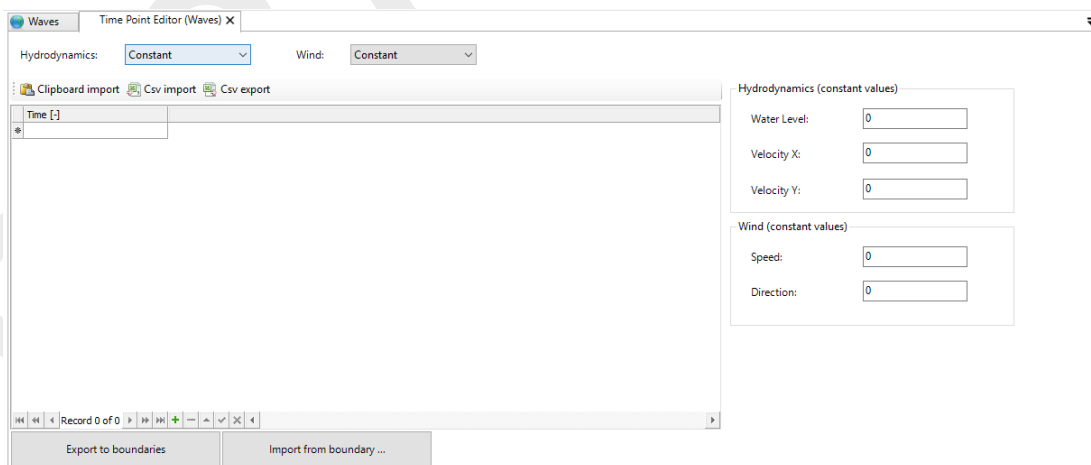 Waves
Time Point Editor (Waves) X
Hydrodynamics: Constant Wind: Constant
Clipboard import Csv import Csv export
Time [-]
Hydrodynamics (constant values)
Water Level: 0
Velocity X: 0
Velocity Y: 0
Wind (constant values)
Speed: 0
Direction: 0
Record 0 of 0
Export to boundaries
Import from boundary ...